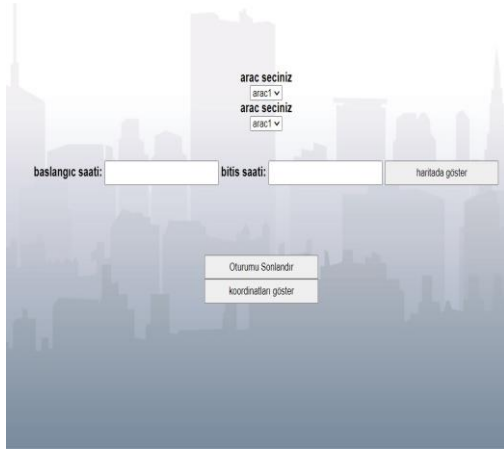 arac seciniz
arac1
arac seciniz
arac1
baslangıc saati: bitis saati: haritada göster
Oturumu Sonlandır
koordinatları göster